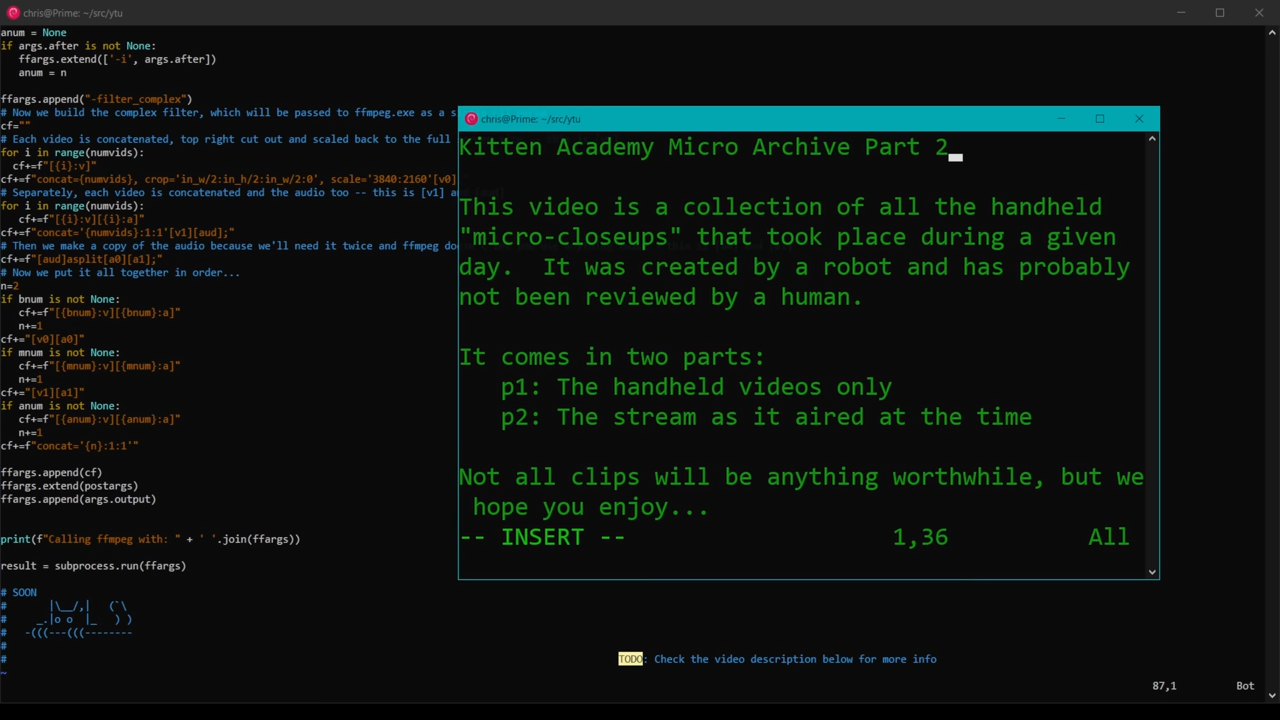 chris@Prime: ~/src/ytu
anum = None
if args.after is not None:
   ffargs.extend(['-i', args.after])
   anum = n
ffargs.append("-filter_complex")
# Now we build the complex filter, which will be passed to ffmpeg.exe as a s
cf=""
# Each video is concatenated, top right cut out and scaled back to the full
for i in range(numvids):
  cf+=f"[{i}:v]"
cf+=f"concat={numvids}, crop='in_w/2:in_h/2:in_w/2:0', scale='3840:2160'[v0]
# Separately, each video is concatenated and the audio too -- this is [v1] a
for i in range(numvids):
   cf+=f"[{i}:v][{i}:a]"
cf+=f"concat='{numvids}:1:1'[v1][aud];"
# Then we make a copy of the audio because we'll need it twice and ffmpeg do
cf+=f"[aud]asplit[a0][a1];"
# Now we put it all together in order...
n=2
if bnum is not None:
   cf+=f"[{bnum}:v][{bnum}:a]"
   n+=1
cf+="[v0][a0]"
if mnum is not None:
   cf+=f"[{mnum}:v][{mnum}:a]"
   n+=1
cf+="[v1][a1]"
if anum is not None:
   cf+=f"[{anum}:v][{anum}:a]"
   n+=1
cf+=f"concat='{n}:1:1'"
ffargs.append(cf)
ffargs.extend(postargs)
ffargs.append(args.output)
print(f"Calling ffmpeg with: " + ' '.join(ffargs))
result = subprocess.run(ffargs)
# SOON
#      |\__/,|   (`\
#    _.|o o  |_   ) )
#  -(((---(((--------
#
#
~
chris@Prime: ~/src/ytu
Kitten Academy Micro Archive Part 2
This video is a collection of all the handheld
"micro-closeups" that took place during a given
day.  It was created by a robot and has probably
not been reviewed by a human.
It comes in two parts:
   p1: The handheld videos only
   p2: The stream as it aired at the time
Not all clips will be anything worthwhile, but we
 hope you enjoy...
-- INSERT -- 1,36 All
TODO: Check the video description below for more info
87,1 Bot